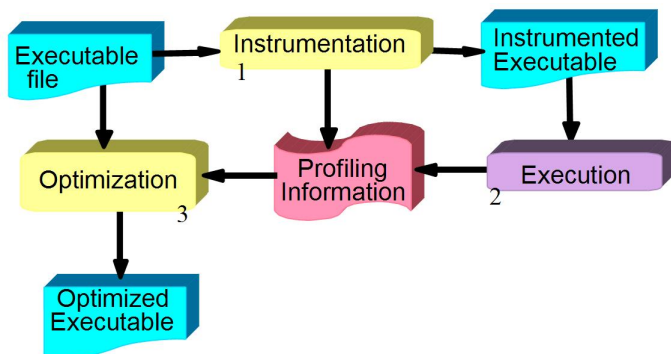 Executable
file
Instrumentation
1
Instrumented
Executable
Optimization
3
Profiling
Information
Execution
2
Optimized
Executable